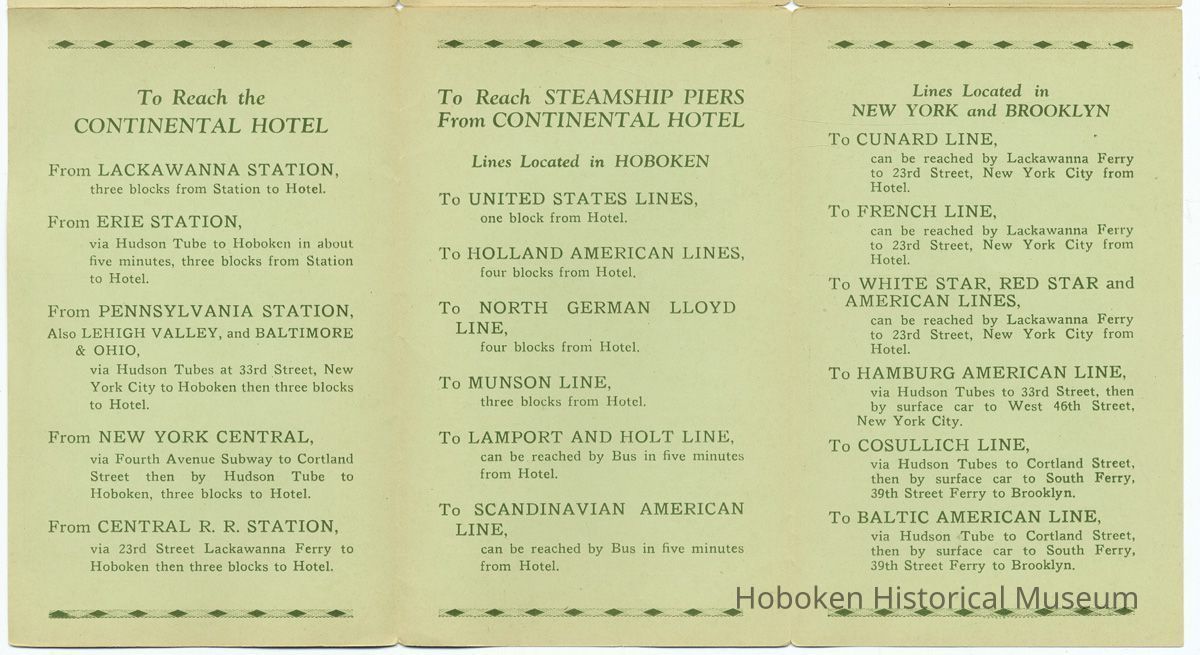 To Reach the
CONTINENTAL HOTEL
From LACKAWANNA STATION,
three blocks from Station to Hotel.
From ERIE STATION,
via Hudson Tube to Hoboken in about
five minutes, three blocks from Station
to Hotel.
From PENNSYLVANIA STATION,
Also LEHIGH VALLEY, and BALTIMORE
& OHIO,
via Hudson Tubes at 33rd Street, New
York City to Hoboken then three blocks
to Hotel.
From NEW YORK CENTRAL,
via Fourth Avenue Subway to Cortland
Street then by Hudson Tube to
Hoboken, three blocks to Hotel.
From CENTRAL R. R. STATION,
via 23rd Street Lackawanna Ferry to
Hoboken then three blocks to Hotel.
To Reach STEAMSHIP PIERS
From CONTINENTAL HOTEL
Lines Located in HOBOKEN
To UNITED STATES LINES,
one block from Hotel.
To HOLLAND AMERICAN LINES,
four blocks from Hotel.
To NORTH GERMAN LLOYD
LINE,
four blocks from Hotel.
To MUNSON LINE,
three blocks from Hotel.
To LAMPORT AND HOLT LINE,
can be reached by Bus in five minutes
from Hotel.
To SCANDINAVIAN AMERICAN
LINE,
can be reached by Bus in five minutes
from Hotel.
Lines Located in
NEW YORK and BROOKLYN
To CUNARD LINE,
can be reached by Lackawanna Ferry
to 23rd Street, New York City from
Hotel.
To FRENCH LINE,
can be reached by Lackawanna Ferry
to 23rd Street, New York City from
Hotel.
To WHITE STAR, RED STAR and
AMERICAN LINES,
can be reached by Lackawanna Ferry
to 23rd Street, New York City from
Hotel.
To HAMBURG AMERICAN LINE,
via Hudson Tubes to 33rd Street, then
by surface car to West 46th Street,
New York City.
To COSULLICH LINE,
via Hudson Tubes to Cortland Street,
then by surface car to South Ferry,
39th Street Ferry to Brooklyn.
To BALTIC AMERICAN LINE,
via Hudson Tube to Cortland Street,
then by surface car to South Ferry,
39th Street Ferry to Brooklyn.
Hoboken Historical Museum